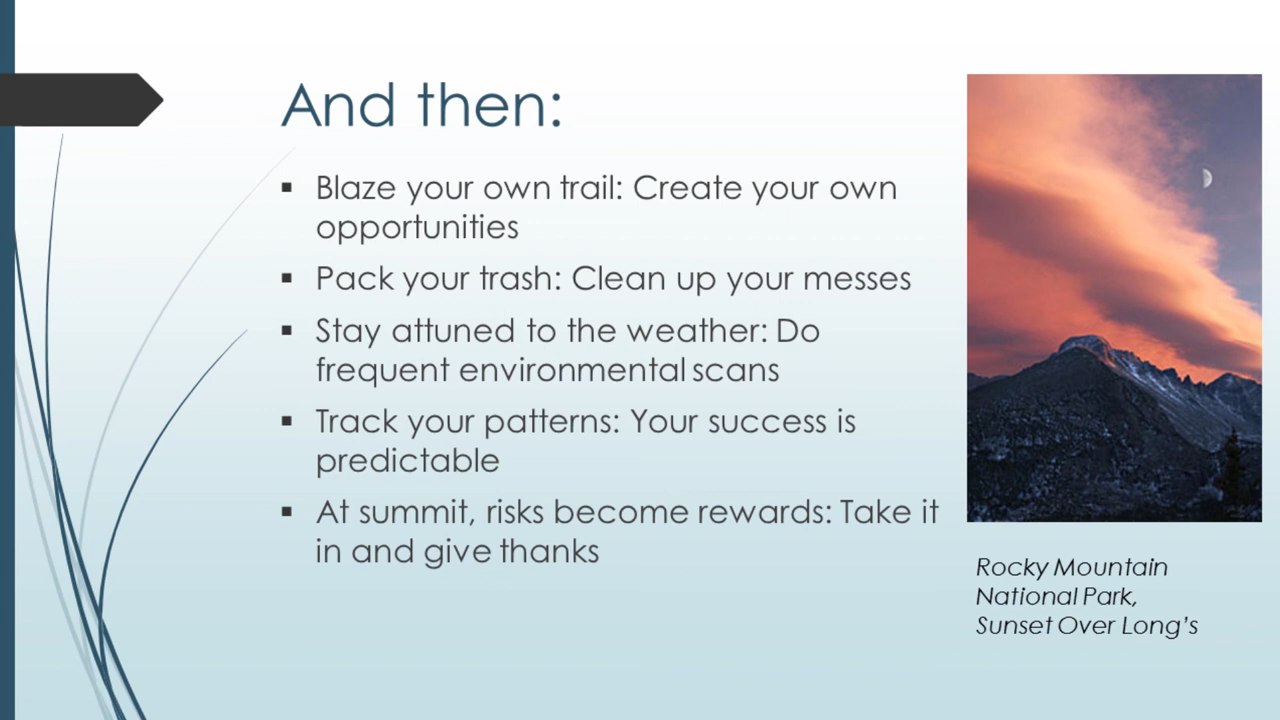 And then:
▪ Blaze your own trail: Create your own
opportunities
▪ Pack your trash: Clean up your messes
▪ Stay attuned to the weather: Do
frequent environmental scans
▪ Track your patterns: Your success is
predictable
▪ At summit, risks become rewards: Take it
in and give thanks
Rocky Mountain
National Park,
Sunset Over Long's